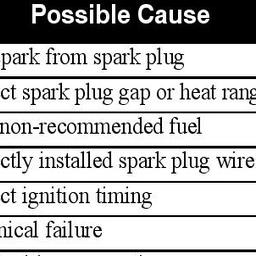 Possible Cause
park from spark plug
ct spark plug gap or heat rang
non-recommended fuel
ctly installed spark plug wire
ct ignition timing
nical failure